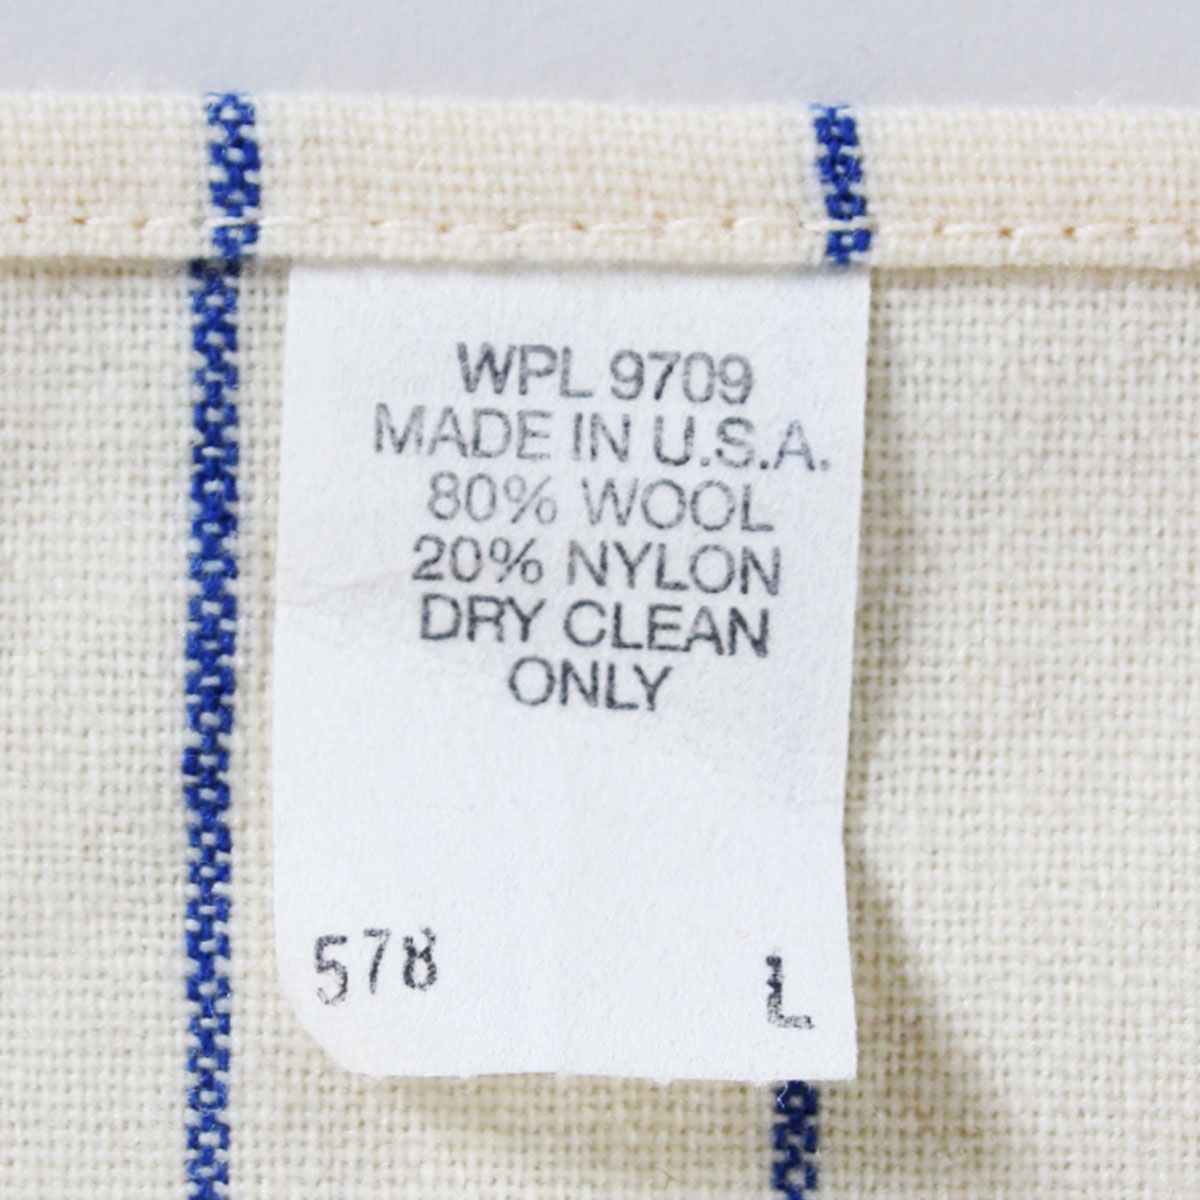 WPL 9709
MADE IN U.S.A.
80% WOOL
20% NYLON
DRY CLEAN
ONLY
578 L